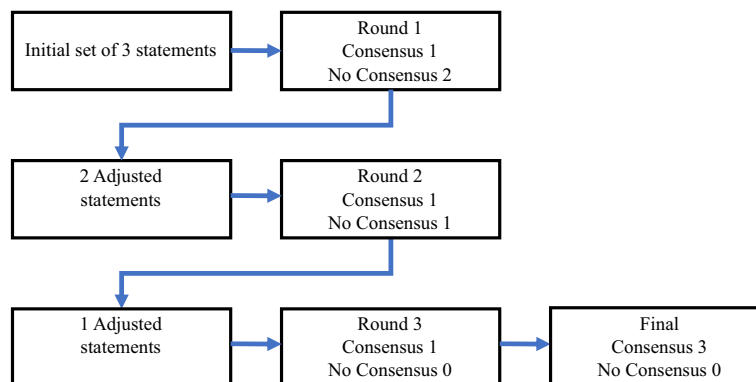 Initial set of 3 statements
Round 1
Consensus 1
No Consensus 2
2 Adjusted
statements
Round 2
Consensus 1
No Consensus 1
1 Adjusted
statements
Round 3
Consensus 1
No Consensus 0
Final
Consensus 3
No Consensus 0